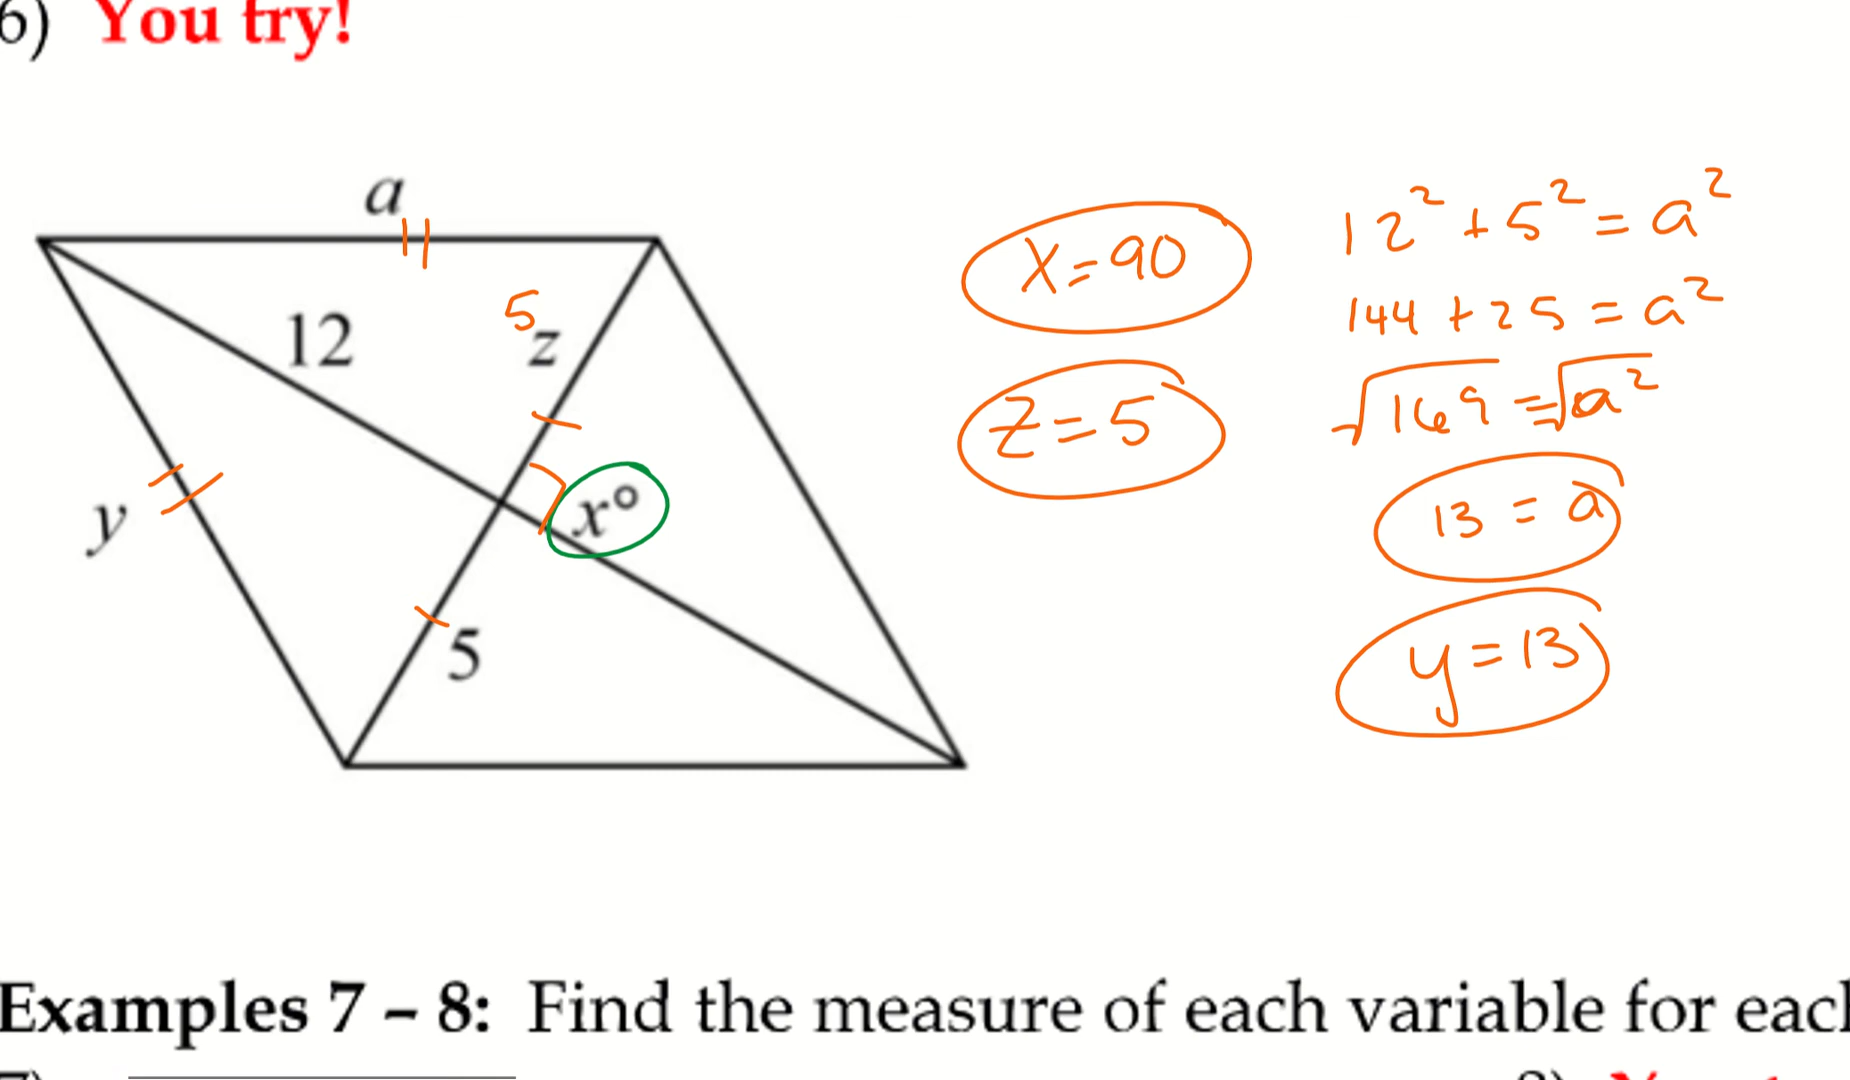 6) You try!
a
12
5
z
x°
y
5
x=90
z=5
12² + 5² = a²
144 + 25 = a²
√169 = √a²
13 = a
y = 13
Examples 7 – 8: Find the measure of each variable for each